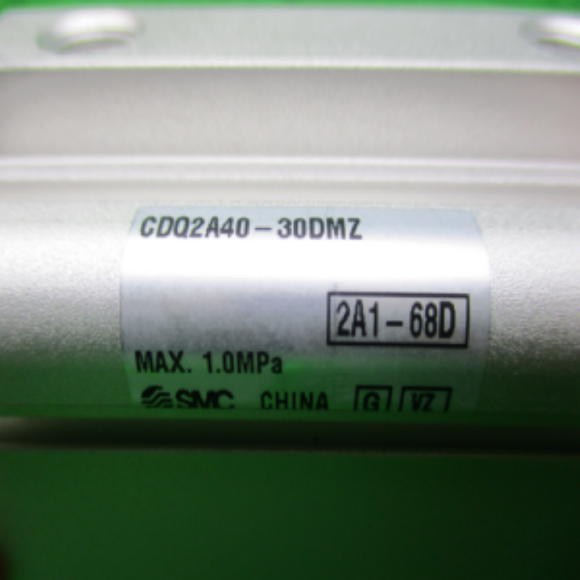 CDQ2A40-30DMZ
2A1-68D
MAX. 1.0MPa
SMC CHINA G VZ